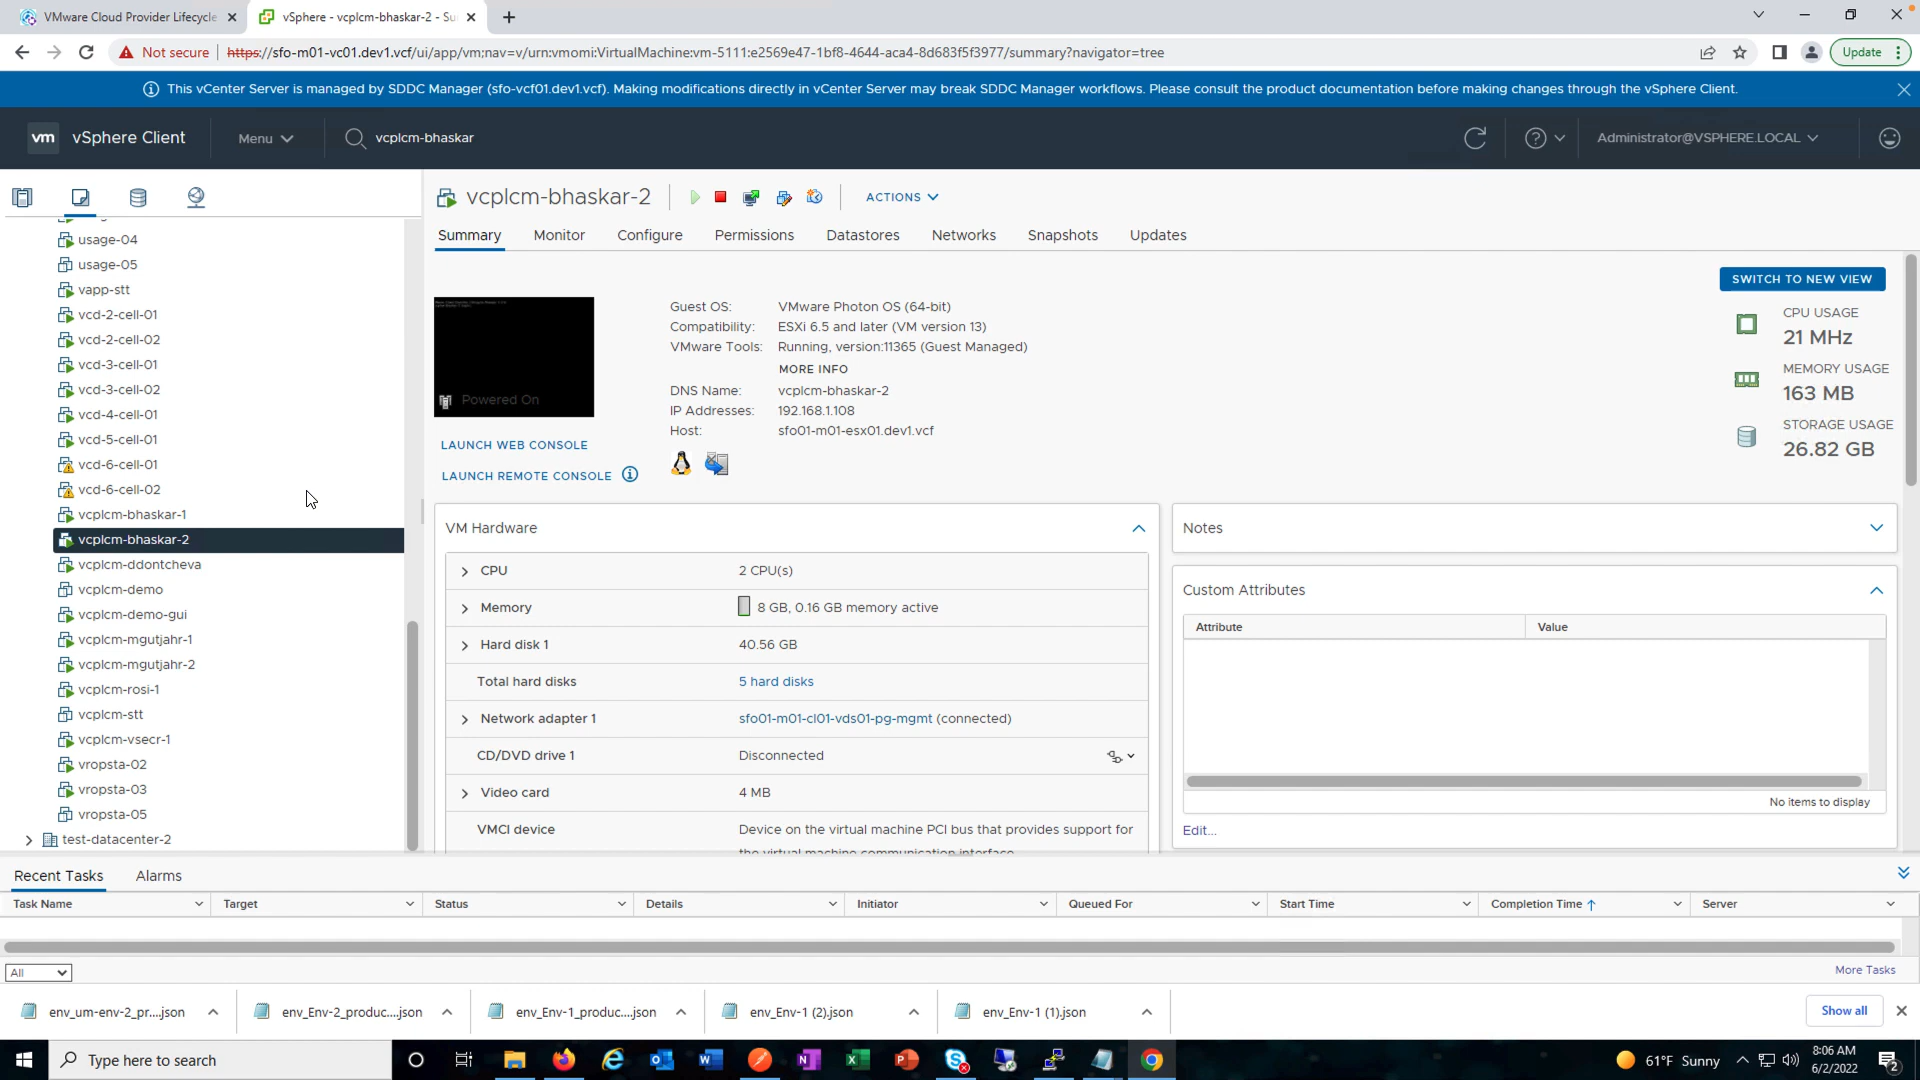 VMware Cloud Provider Lifecycle
vSphere - vcplcm-bhaskar-2 - Su
Not secure
https://sfo-m01-vc01.dev1.vcf/ui/app/vm;nav=v/urn:vmomi:VirtualMachine:vm-5111:e2569e47-1bf8-4644-aca4-8d683f5f3977/summary?navigator=tree
Update
This vCenter Server is managed by SDDC Manager (sfo-vcf01.dev1.vcf). Making modifications directly in vCenter Server may break SDDC Manager workflows. Please consult the product documentation before making changes through the vSphere Client.
vm vSphere Client
Menu
vcplcm-bhaskar
Administrator@VSPHERE.LOCAL
usage-04
usage-05
vapp-stt
vcd-2-cell-01
vcd-2-cell-02
vcd-3-cell-01
vcd-3-cell-02
vcd-4-cell-01
vcd-5-cell-01
vcd-6-cell-01
vcd-6-cell-02
vcplcm-bhaskar-1
vcplcm-bhaskar-2
vcplcm-ddontcheva
vcplcm-demo
vcplcm-demo-gui
vcplcm-mgutjahr-1
vcplcm-mgutjahr-2
vcplcm-rosi-1
vcplcm-stt
vcplcm-vsecr-1
vropsta-02
vropsta-03
vropsta-05
test-datacenter-2
vcplcm-bhaskar-2
ACTIONS
Summary Monitor Configure Permissions Datastores Networks Snapshots Updates
SWITCH TO NEW VIEW
Powered On
LAUNCH WEB CONSOLE
LAUNCH REMOTE CONSOLE
Guest OS: VMware Photon OS (64-bit)
Compatibility: ESXi 6.5 and later (VM version 13)
VMware Tools: Running, version:11365 (Guest Managed)
MORE INFO
DNS Name: vcplcm-bhaskar-2
IP Addresses: 192.168.1.108
Host: sfo01-m01-esx01.dev1.vcf
CPU USAGE
21 MHz
MEMORY USAGE
163 MB
STORAGE USAGE
26.82 GB
VM Hardware
CPU 2 CPU(s)
Memory 8 GB, 0.16 GB memory active
Hard disk 1 40.56 GB
Total hard disks 5 hard disks
Network adapter 1 sfo01-m01-cl01-vds01-pg-mgmt (connected)
CD/DVD drive 1 Disconnected
Video card 4 MB
VMCI device Device on the virtual machine PCI bus that provides support for
the virtual machine communication interface
Notes
Custom Attributes
Attribute Value
No items to display
Edit...
Recent Tasks Alarms
Task Name Target Status Details Initiator Queued For Start Time Completion Time Server
All
More Tasks
env_um-env-2_pr....json
env_Env-2_produc....json
env_Env-1_produc....json
env_Env-1 (2).json
env_Env-1 (1).json
Show all
Type here to search
61°F Sunny
8:06 AM
6/2/2022
2